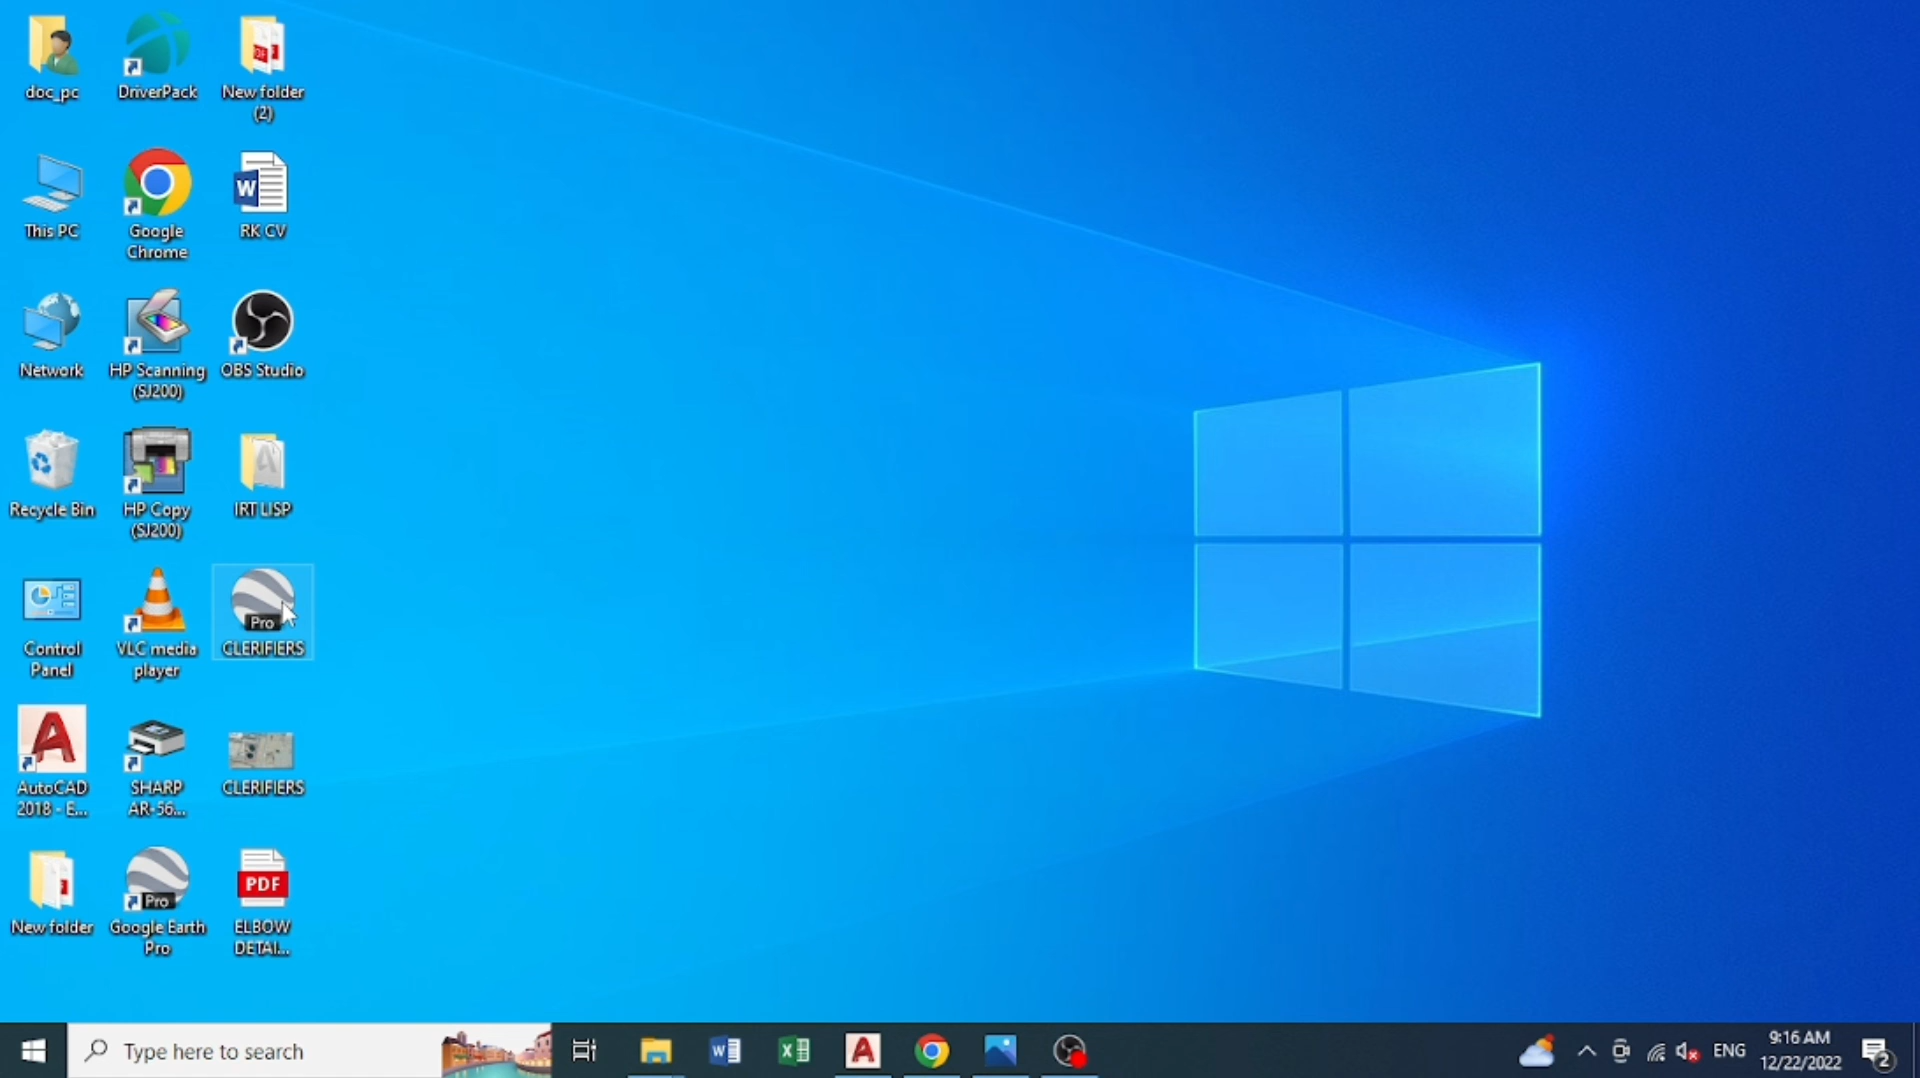 doc_pc
DriverPack
New folder
(2)
This PC
Google
Chrome
W
RK CV
Network
HP Scanning
(SJ200)
OBS Studio
Recycle Bin
HP Copy
(SJ200)
IRT LISP
Control
Panel
VLC media
player
Pro
CLERIFIERS
AutoCAD
2018 - E...
SHARP
AR-56...
CLERIFIERS
New folder
Pro
Google Earth
Pro
PDF
ELBOW
DETAI...
Type here to search
ENG
9:16 AM
12/22/2022
2